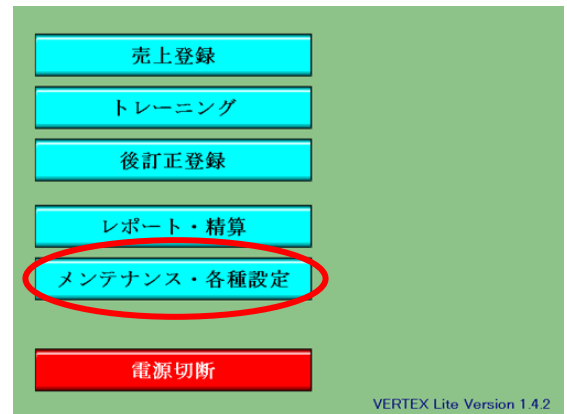 売上登録
トレーニング
後訂正登録
レポート・精算
メンテナンス・各種設定
電源切断
VERTEX Lite Version 1.4.2